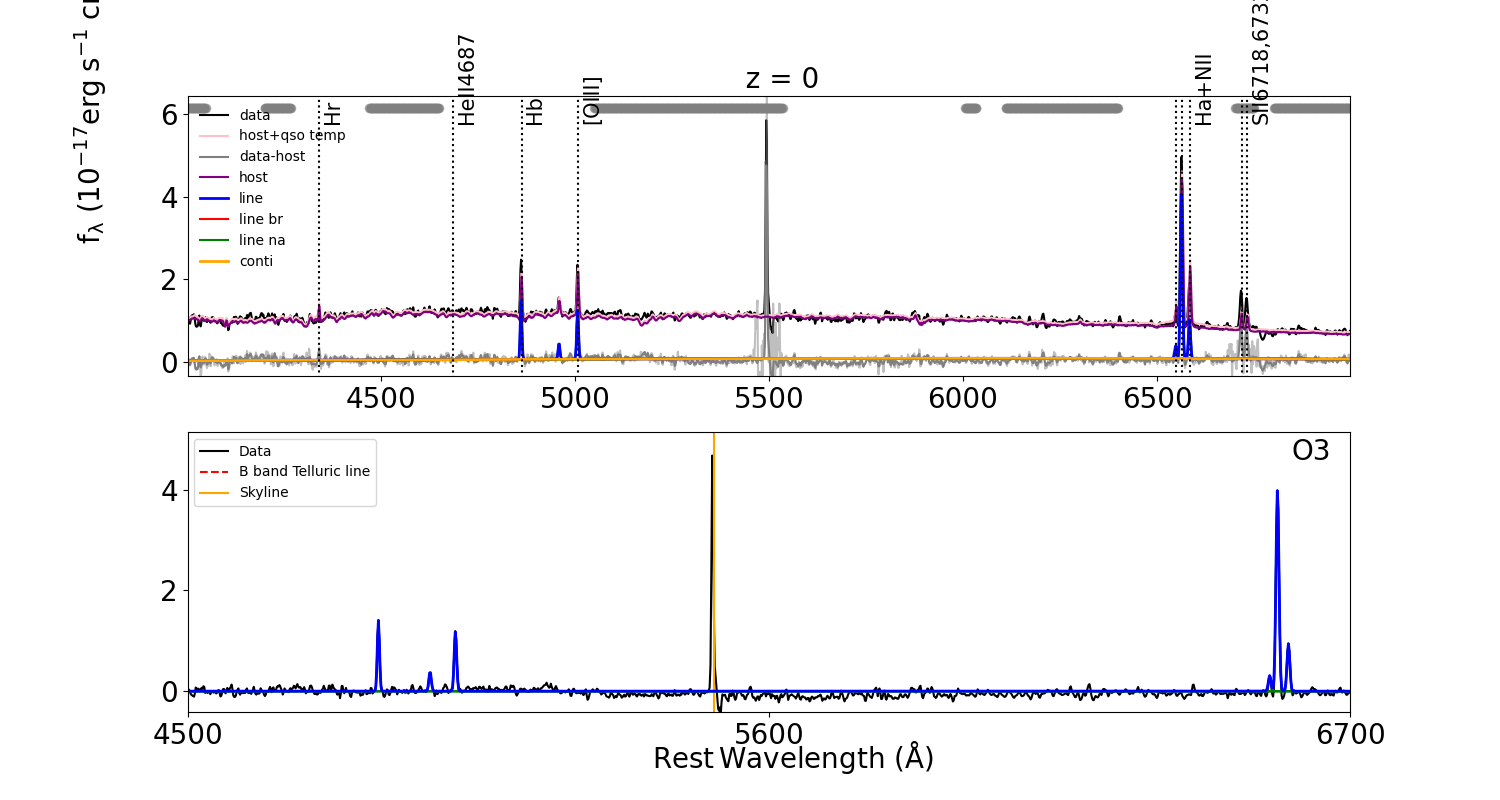 z = 0
f_λ (10^−17 erg s^−1
Hr
HeII4687
Hb
[OIII]
Ha+NII
SII6718,673
data
host+qso temp
data-host
host
line
line br
line na
conti
6
4
2
0
4500 5000 5500 6000 6500
O3
Data
B band Telluric line
Skyline
4
2
0
4500 5600 6700
Rest Wavelength (Å)